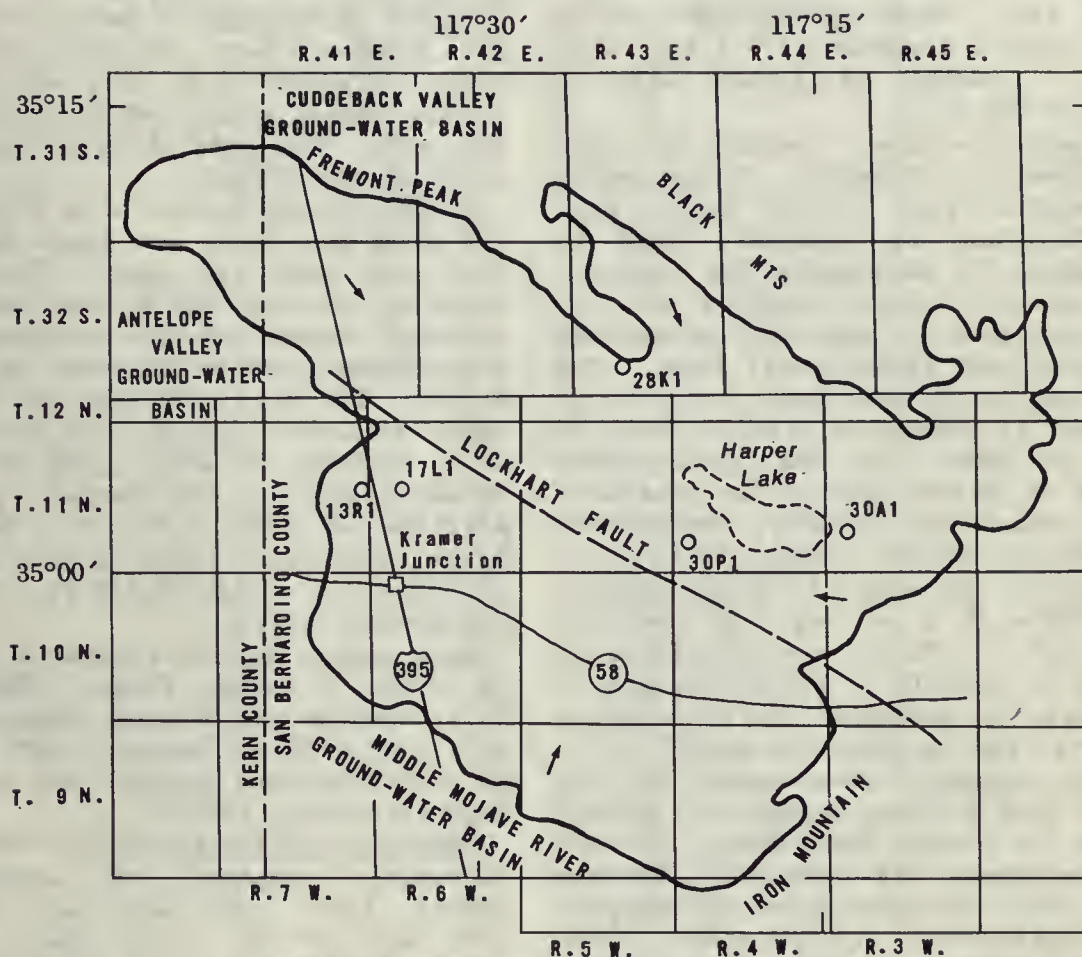 117°30′ 117°15′
R.41 E. R.42 E. R.43 E. R.44 E. R.45 E.
35°15′
CUDDEBACK VALLEY
GROUND-WATER BASIN
T.31 S.
FREMONT PEAK
BLACK
MTS
T.32 S.
ANTELOPE
VALLEY
GROUND-WATER
BASIN
28K1
T.12 N.
LOCKHART FAULT
Harper
Lake
17L1
13R1
T.11 N.
30A1
30P1
Kramer
Junction
35°00′
T.10 N.
KERN COUNTY
SAN BERNARDINO COUNTY
395
58
MIDDLE MOJAVE RIVER
GROUND-WATER BASIN
T. 9 N.
IRON MOUNTAIN
R.7 W. R.6 W.
R.5 W. R.4 W. R.3 W.